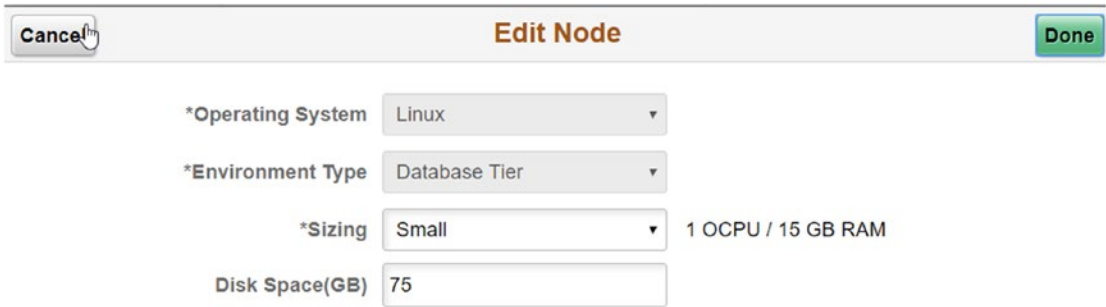 Cancel Edit Node Done
*Operating System Linux
*Environment Type Database Tier
*Sizing Small 1 OCPU / 15 GB RAM
Disk Space(GB) 75